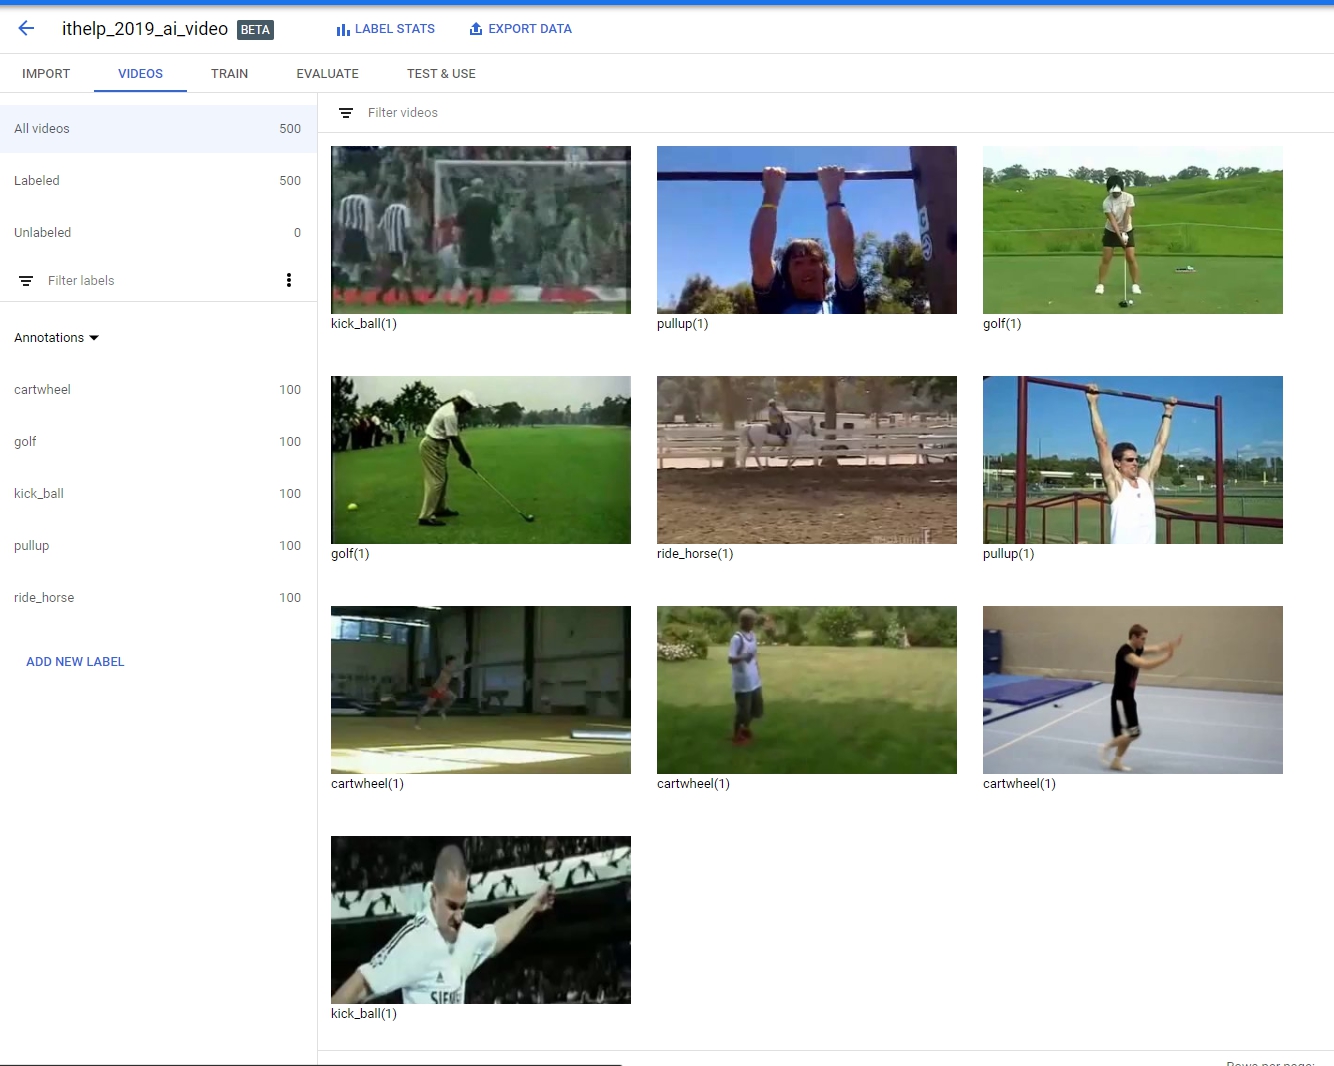 ithelp_2019_ai_video BETA LABEL STATS EXPORT DATA
IMPORT VIDEOS TRAIN EVALUATE TEST & USE
All videos 500
Labeled 500
Unlabeled 0
Filter labels
Annotations
cartwheel 100
golf 100
kick_ball 100
pullup 100
ride_horse 100
ADD NEW LABEL
Filter videos
kick_ball(1) pullup(1) golf(1)
golf(1) ride_horse(1) pullup(1)
cartwheel(1) cartwheel(1) cartwheel(1)
kick_ball(1)
Rows per page: